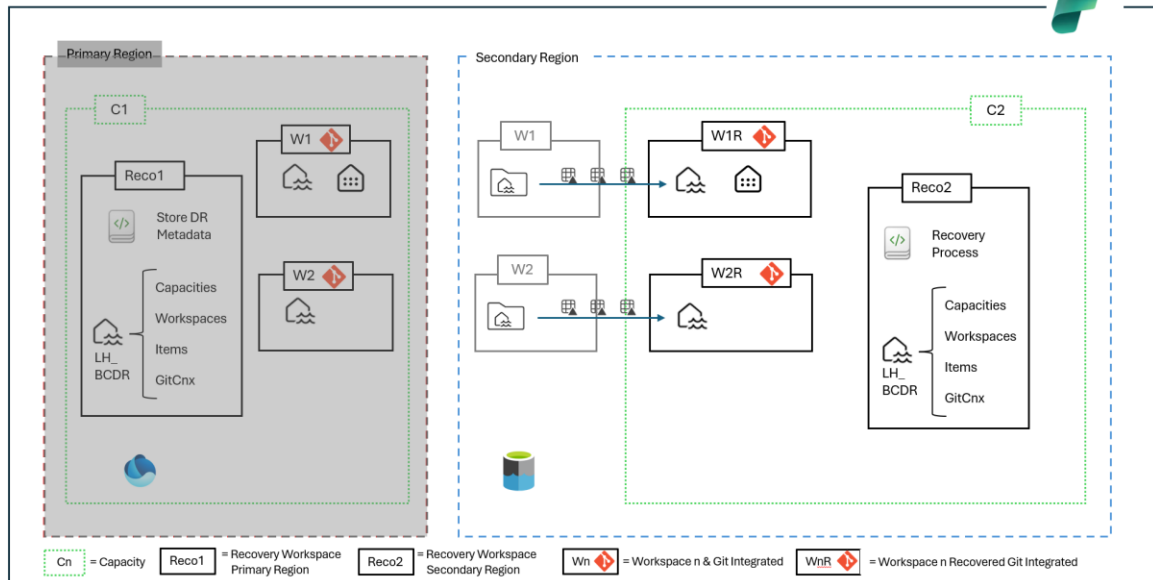 Primary Region
C1
Reco1
Store DR
Metadata
Capacities
Workspaces
Items
GitCnx
LH_
BCDR
W1
W2
Secondary Region
W1
W2
C2
W1R
W2R
Reco2
Recovery
Process
Capacities
Workspaces
Items
GitCnx
LH_
BCDR
Cn
= Capacity
Reco1
= Recovery Workspace
Primary Region
Reco2
= Recovery Workspace
Secondary Region
Wn
= Workspace n & Git Integrated
WnR
= Workspace n Recovered Git Integrated